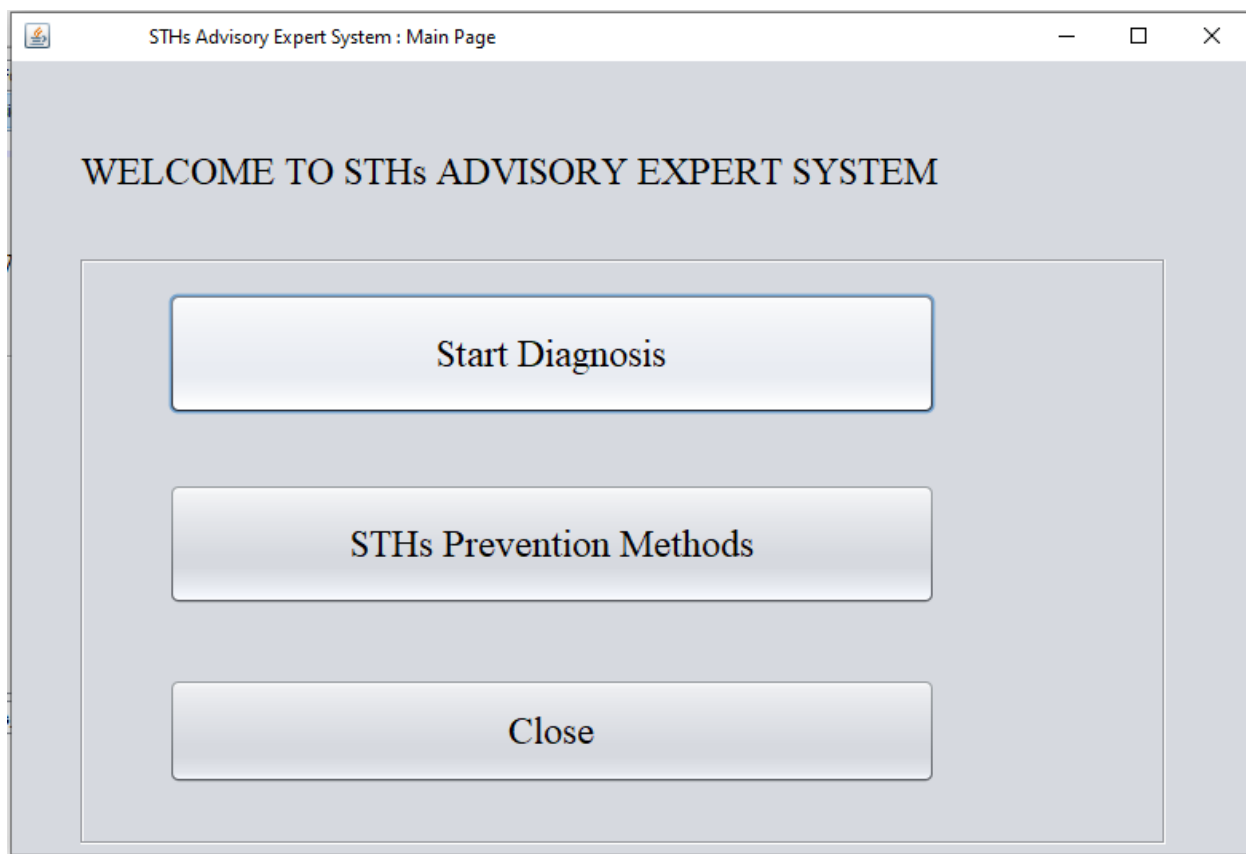 STHs Advisory Expert System : Main Page
WELCOME TO STHs ADVISORY EXPERT SYSTEM
Start Diagnosis
STHs Prevention Methods
Close